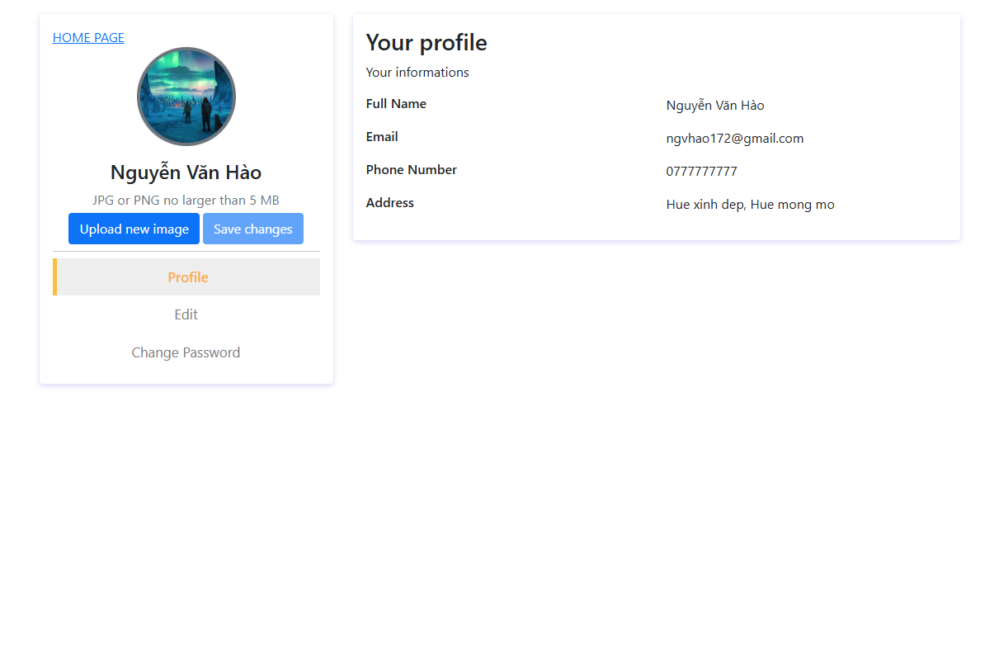 HOME PAGE
Nguyễn Văn Hào
JPG or PNG no larger than 5 MB
Upload new image Save changes
Profile
Edit
Change Password
Your profile
Your informations
Full Name Nguyễn Văn Hào
Email ngvhao172@gmail.com
Phone Number 0777777777
Address Hue xinh dep, Hue mong mo